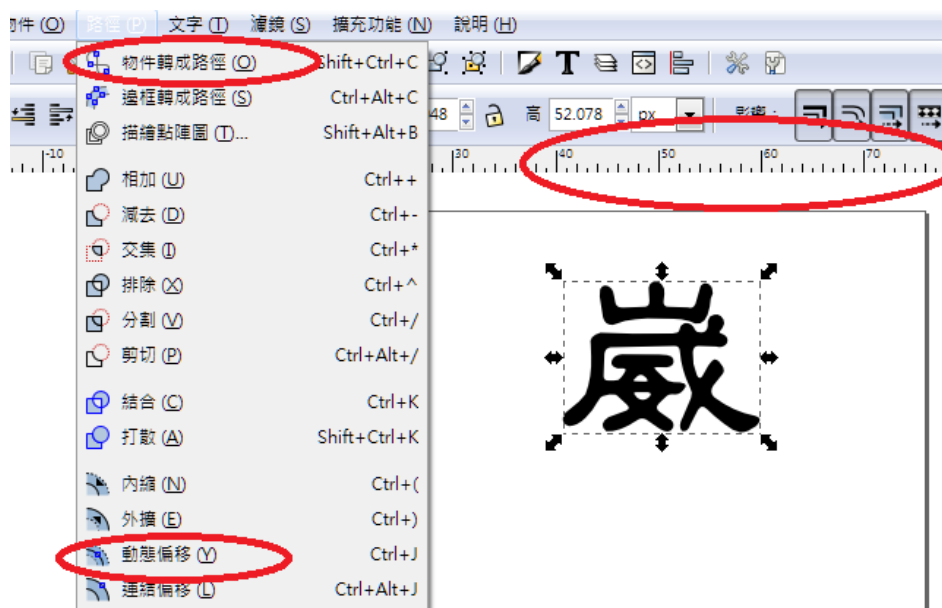 件 (O) 路徑 (P) 文字 (T) 濾鏡 (S) 擴充功能 (N) 說明 (H)
物件轉成路徑 (O) Shift+Ctrl+C
邊框轉成路徑 (S) Ctrl+Alt+C
48 高 52.078 px 影響 :
描繪點陣圖 (T)... Shift+Alt+B
-10 30 40 50 60 70
相加 (U) Ctrl++
減去 (D) Ctrl+-
交集 (I) Ctrl+*
排除 (X) Ctrl+^
分割 (V) Ctrl+/
剪切 (P) Ctrl+Alt+/
結合 (C) Ctrl+K
打散 (A) Shift+Ctrl+K
內縮 (N) Ctrl+(
外擴 (E) Ctrl+)
動態偏移 (Y) Ctrl+J
連結偏移 (L) Ctrl+Alt+J
崴